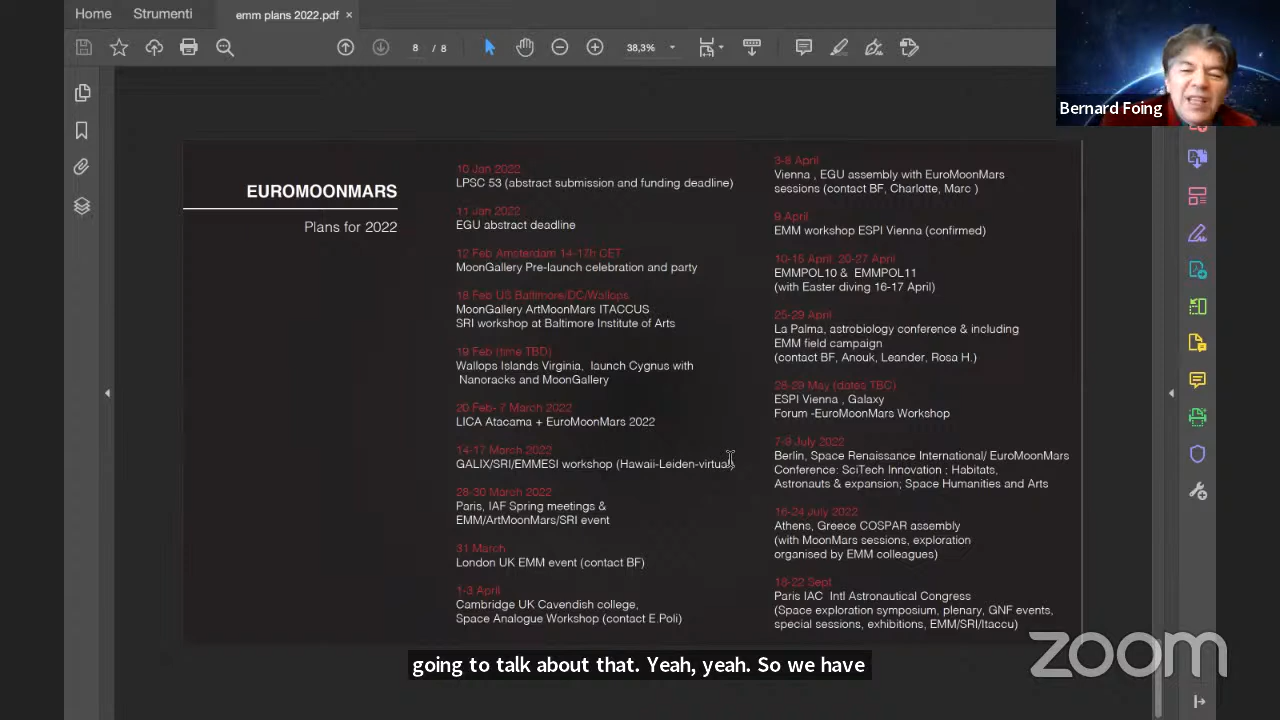 Home
Strumenti
emm plans 2022.pdf
8 / 8
38,3%
Bernard Foing
EUROMOONMARS
Plans for 2022
10 Jan 2022
LPSC 53 (abstract submission and funding deadline)
11 Jan 2022
EGU abstract deadline
12 Feb Amsterdam 14-17h CET
MoonGallery Pre-launch celebration and party
18 Feb US Baltimore/DC/Wallops
MoonGallery ArtMoonMars ITACCUS
SRI workshop at Baltimore Institute of Arts
19 Feb (time TBD)
Wallops Islands Virginia, launch Cygnus with
Nanoracks and MoonGallery
20 Feb- 7 March 2022
LICA Atacama + EuroMoonMars 2022
14-17 March 2022
GALIX/SRI/EMMESI workshop (Hawaii-Leiden-virtual)
28-30 March 2022
Paris, IAF Spring meetings &
EMM/ArtMoonMars/SRI event
31 March
London UK EMM event (contact BF)
1-3 April
Cambridge UK Cavendish college,
Space Analogue Workshop (contact E Poli)
3-8 April
Vienna , EGU assembly with EuroMoonMars
sessions (contact BF, Charlotte, Marc )
9 April
EMM workshop ESPI Vienna (confirmed)
10-15 April 20-27 April
EMMPOL10 & EMMPOL11
(with Easter diving 16-17 April)
25-29 April
La Palma, astrobiology conference & including
EMM field campaign
(contact BF, Anouk, Leander, Rosa H.)
28-29 May (dates TBC)
ESPI Vienna , Galaxy
Forum -EuroMoonMars Workshop
7-9 July 2022
Berlin, Space Renaissance International/ EuroMoonMars
Conference: SciTech Innovation ; Habitats,
Astronauts & expansion; Space Humanities and Arts
16-24 July 2022
Athens, Greece COSPAR assembly
(with MoonMars sessions, exploration
organised by EMM colleagues)
18-22 Sept
Paris IAC Intl Astronautical Congress
(Space exploration symposium, plenary, GNF events,
special sessions, exhibitions, EMM/SRI/Itaccu)
zoom
going to talk about that. Yeah, yeah. So we have